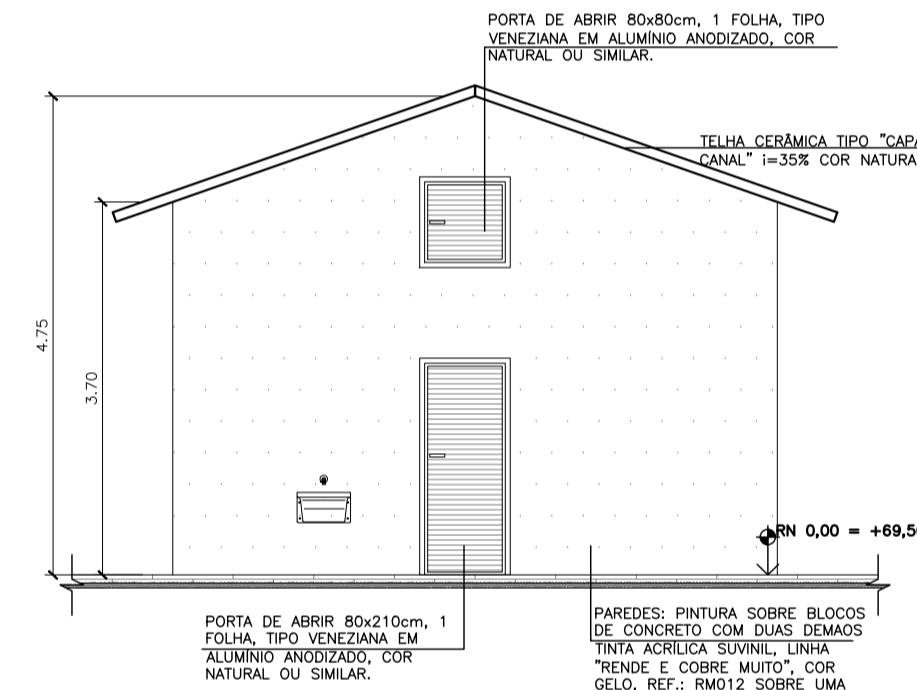 PORTA DE ABRIR 80x80cm, 1 FOLHA, TIPO
VENEZIANA EM ALUMÍNIO ANODIZADO, COR
NATURAL OU SIMILAR.
TELHA CERÂMICA TIPO "CAPA
CANAL" i=35% COR NATURA
4.75
3.70
RN 0,00 = +69,50
PORTA DE ABRIR 80x210cm, 1
FOLHA, TIPO VENEZIANA EM
ALUMÍNIO ANODIZADO, COR
NATURAL OU SIMILAR.
PAREDES: PINTURA SOBRE BLOCOS
DE CONCRETO COM DUAS DEMAOS
TINTA ACRÍLICA SUVINIL, LINHA
"RENDE E COBRE MUITO", COR
GELO, REF.: RM012 SOBRE UMA